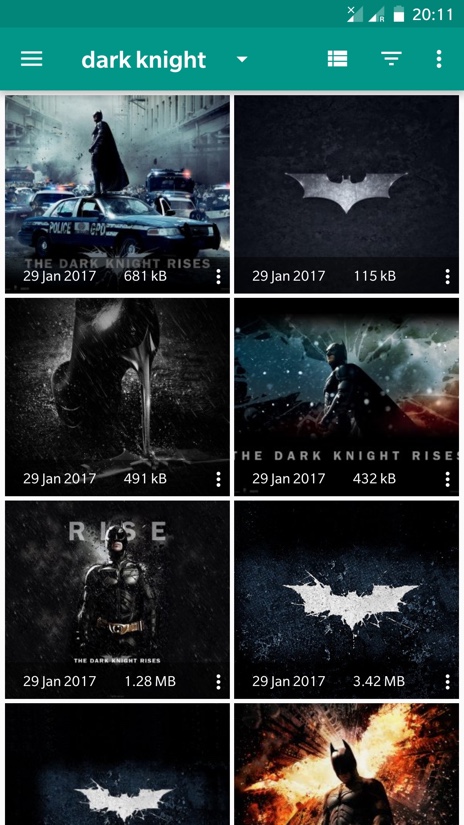 20:11
dark knight
POLICE GPD
THE DARK KNIGHT RISES
29 Jan 2017 681 kB
29 Jan 2017 115 kB
29 Jan 2017 491 kB
THE DARK KNIGHT RISES
29 Jan 2017 432 kB
RISE
THE DARK KNIGHT RISES
29 Jan 2017 1.28 MB
29 Jan 2017 3.42 MB